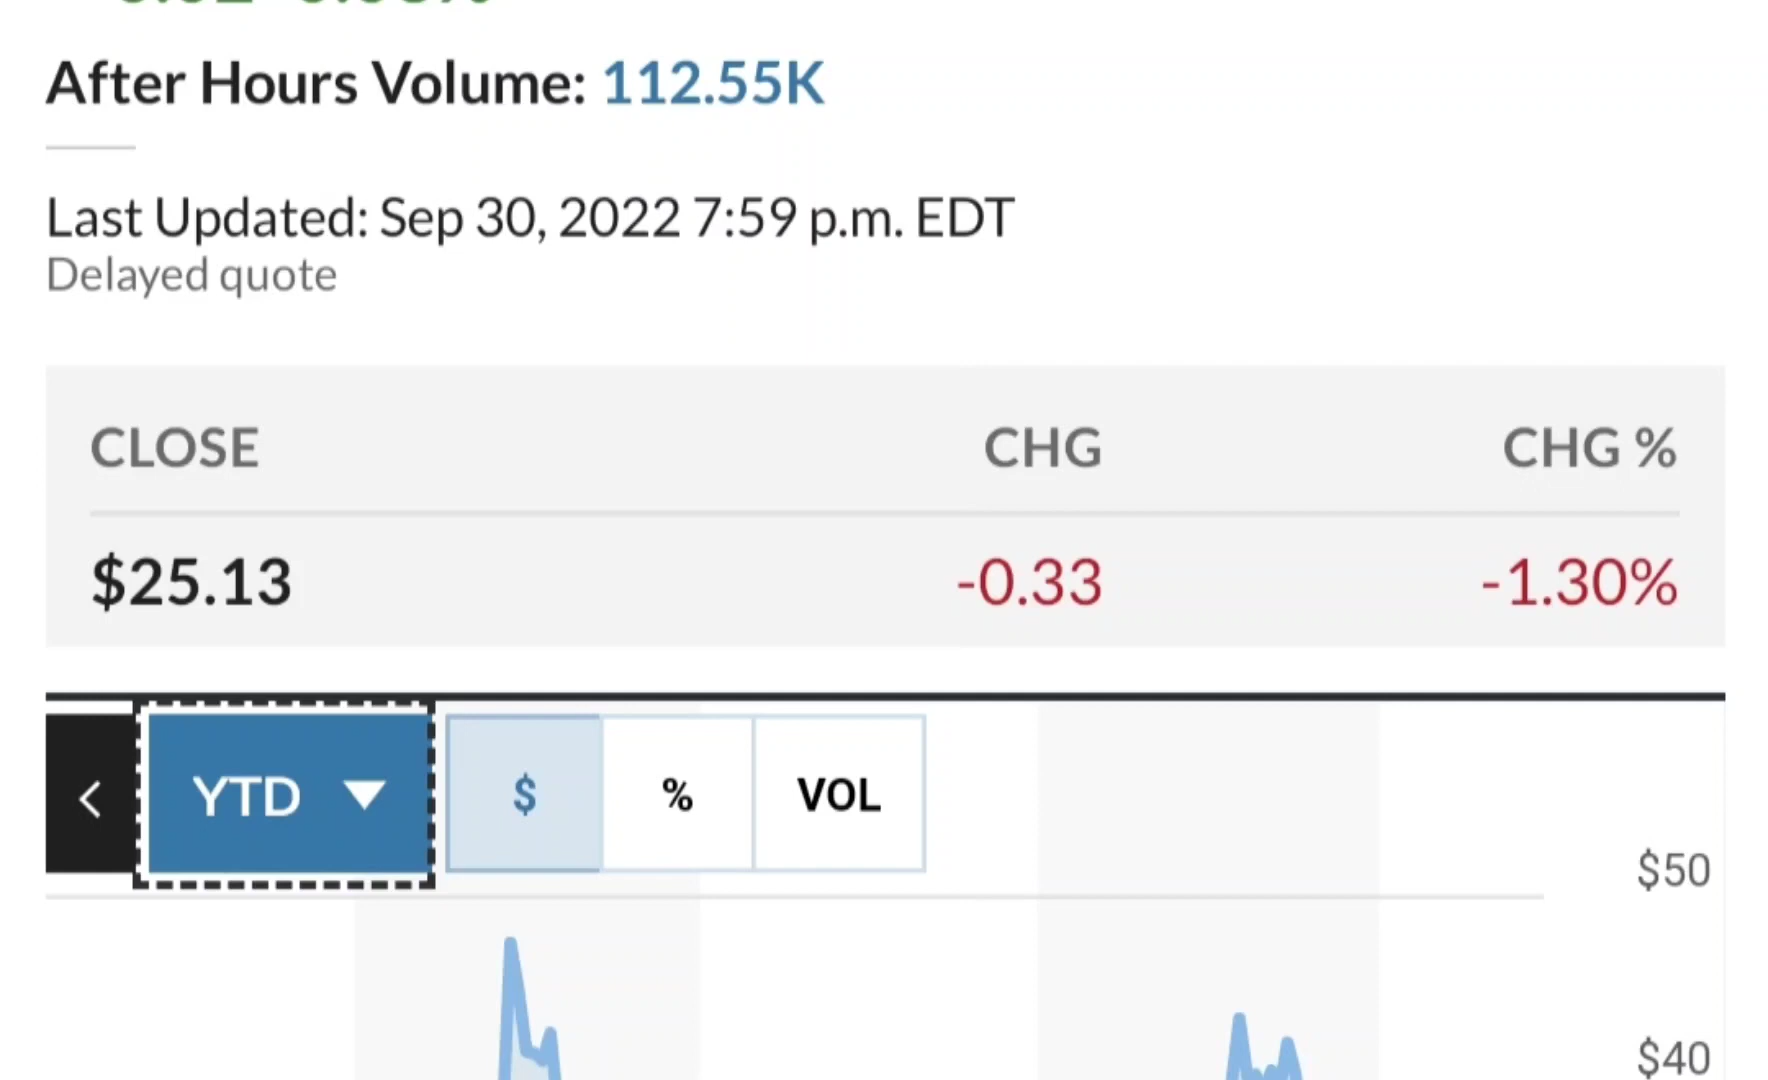 After Hours Volume: 112.55K
Last Updated: Sep 30, 2022 7:59 p.m. EDT
Delayed quote
CLOSE CHG CHG %
$25.13 -0.33 -1.30%
YTD $ % VOL
$50
$40